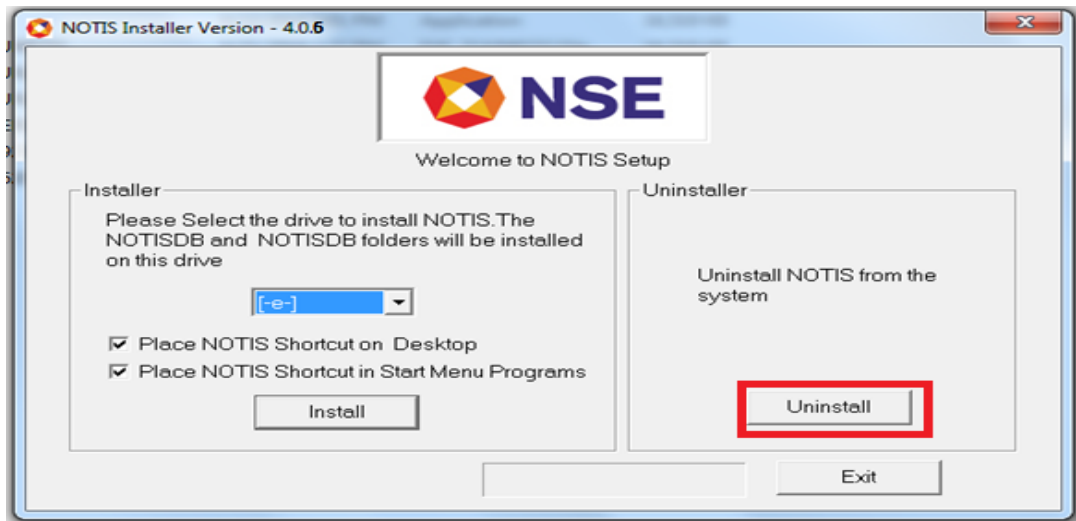 NOTIS Installer Version - 4.0.6
NSE
Welcome to NOTIS Setup
Installer
Please Select the drive to install NOTIS.The
NOTISDB and NOTISDB folders will be installed
on this drive
[-e-]
Place NOTIS Shortcut on Desktop
Place NOTIS Shortcut in Start Menu Programs
Install
Uninstaller
Uninstall NOTIS from the
system
Uninstall
Exit